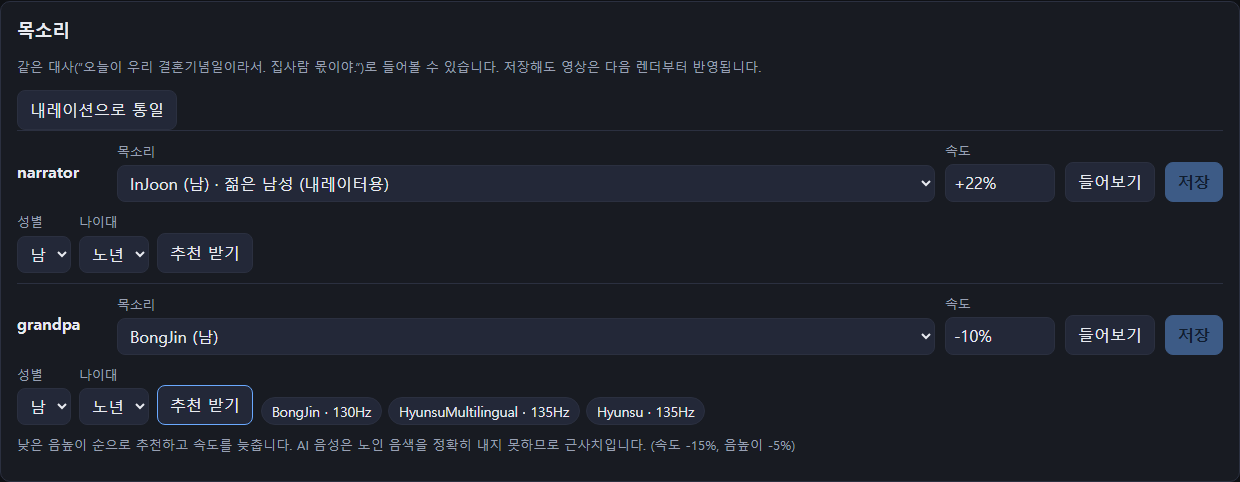 목소리
같은 대사("오늘이 우리 결혼기념일이라서. 집사람 몫이야.")로 들어볼 수 있습니다. 저장해도 영상은 다음 렌더부터 반영됩니다.
내레이션으로 통일
narrator
목소리
InJoon (남) · 젊은 남성 (내레이터용)
속도
+22%
들어보기
저장
성별
나이대
남
노년
추천 받기
grandpa
목소리
BongJin (남)
속도
-10%
들어보기
저장
성별
나이대
남
노년
추천 받기
BongJin · 130Hz
HyunsuMultilingual · 135Hz
Hyunsu · 135Hz
낮은 음높이 순으로 추천하고 속도를 늦춥니다. AI 음성은 노인 음색을 정확히 내지 못하므로 근사치입니다. (속도 -15%, 음높이 -5%)